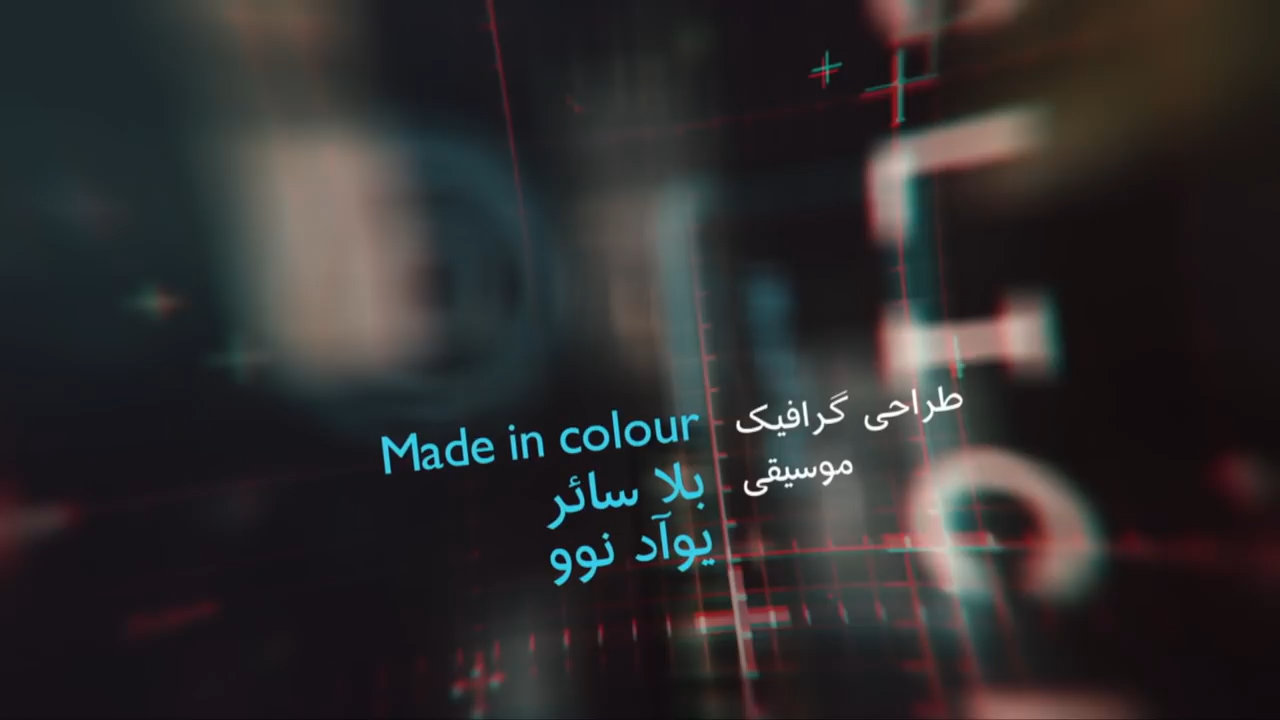 طراحی گرافیک
Made in colour
موسیقی
بلا سائر
یوآد نوو